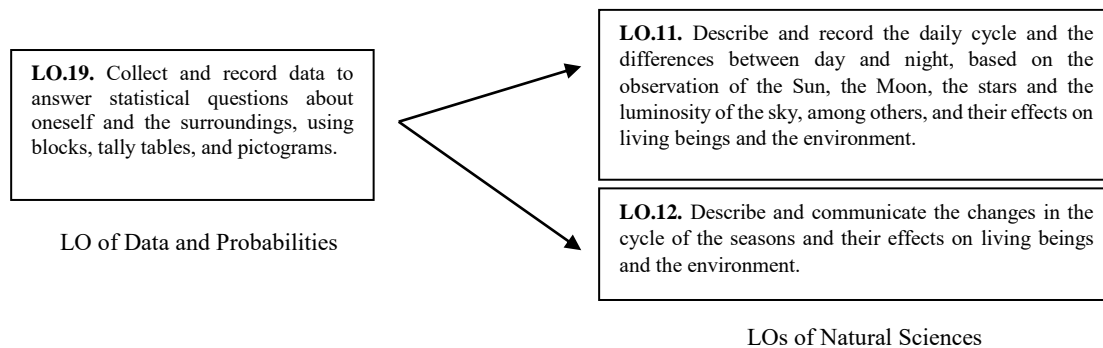 LO.19. Collect and record data to
answer statistical questions about
oneself and the surroundings, using
blocks, tally tables, and pictograms.
LO of Data and Probabilities
LO.11. Describe and record the daily cycle and the
differences between day and night, based on the
observation of the Sun, the Moon, the stars and the
luminosity of the sky, among others, and their effects on
living beings and the environment.
LO.12. Describe and communicate the changes in the
cycle of the seasons and their effects on living beings
and the environment.
LOs of Natural Sciences